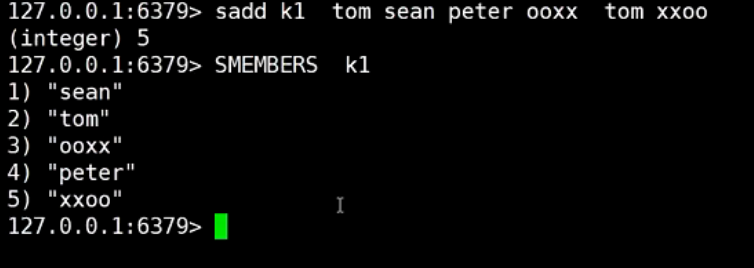 127.0.0.1:6379> sadd k1  tom sean peter ooxx  tom xxoo
(integer) 5
127.0.0.1:6379> SMEMBERS  k1
1) "sean"
2) "tom"
3) "ooxx"
4) "peter"
5) "xxoo"
127.0.0.1:6379>